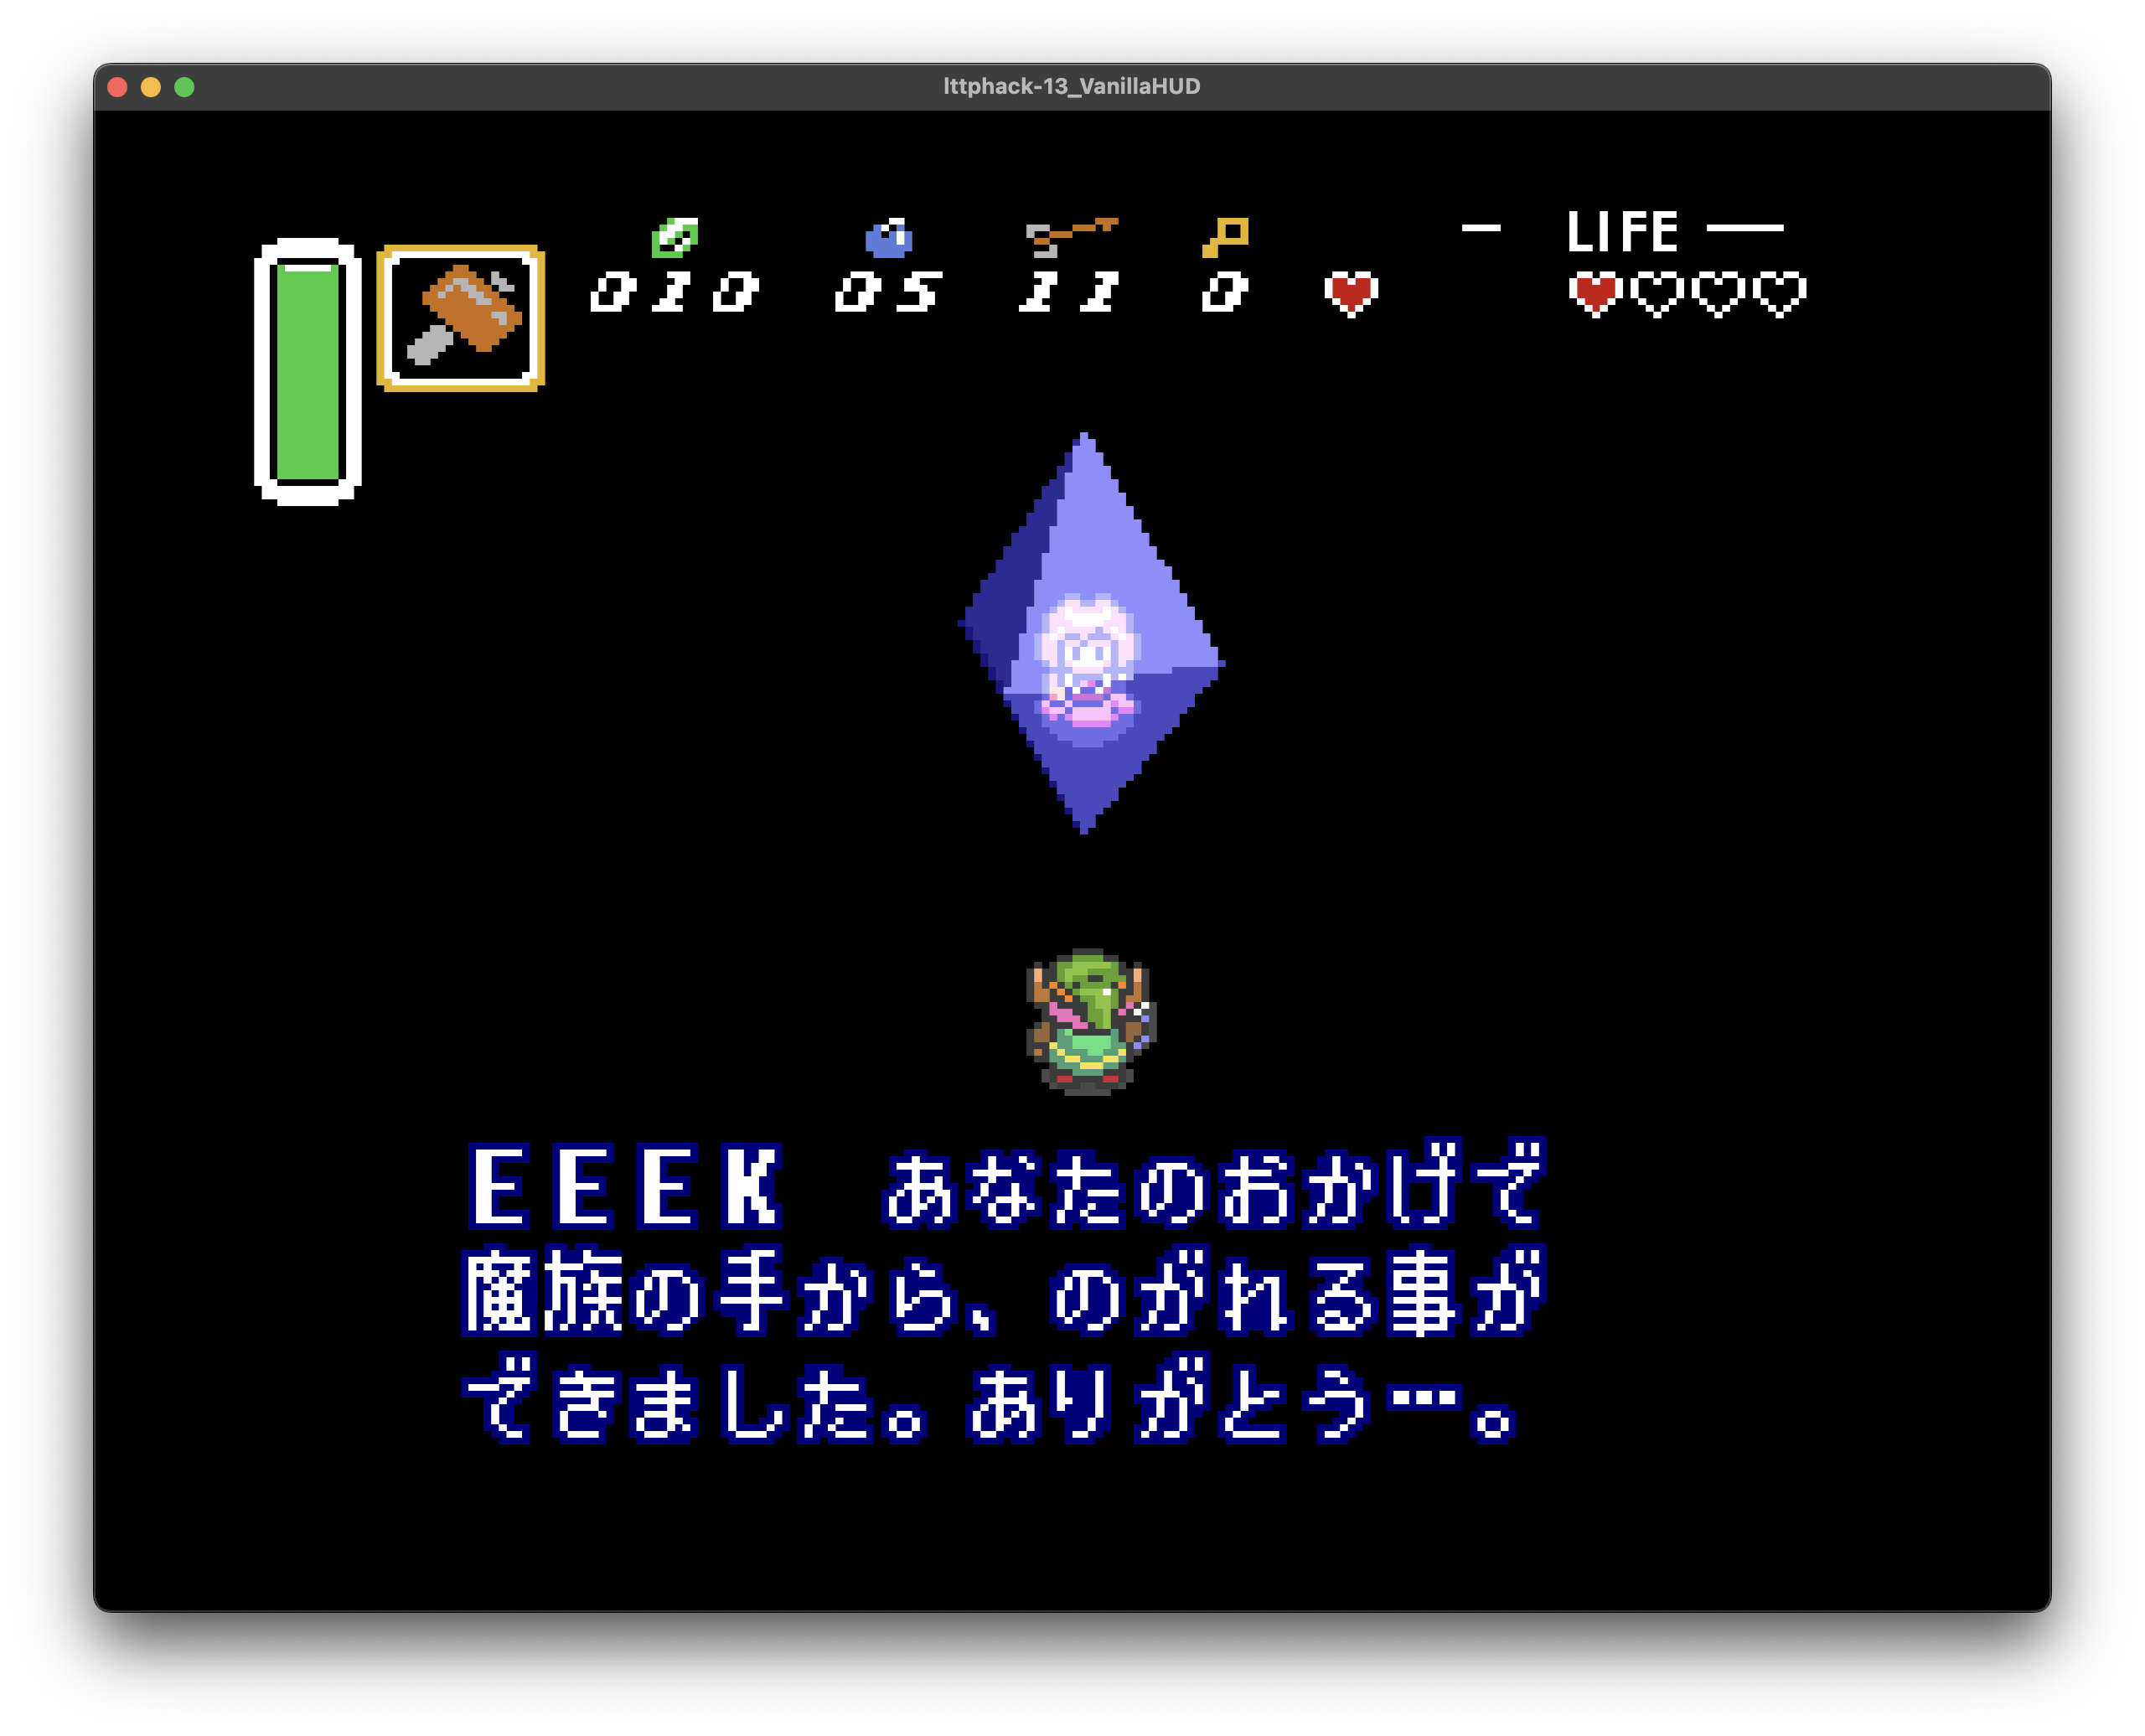 lttphack-13_VanillaHUD
LIFE
010 05 11 0
EEEK あなたのおかげで
魔族の手から、のがれる事が
できました。ありがとう…。